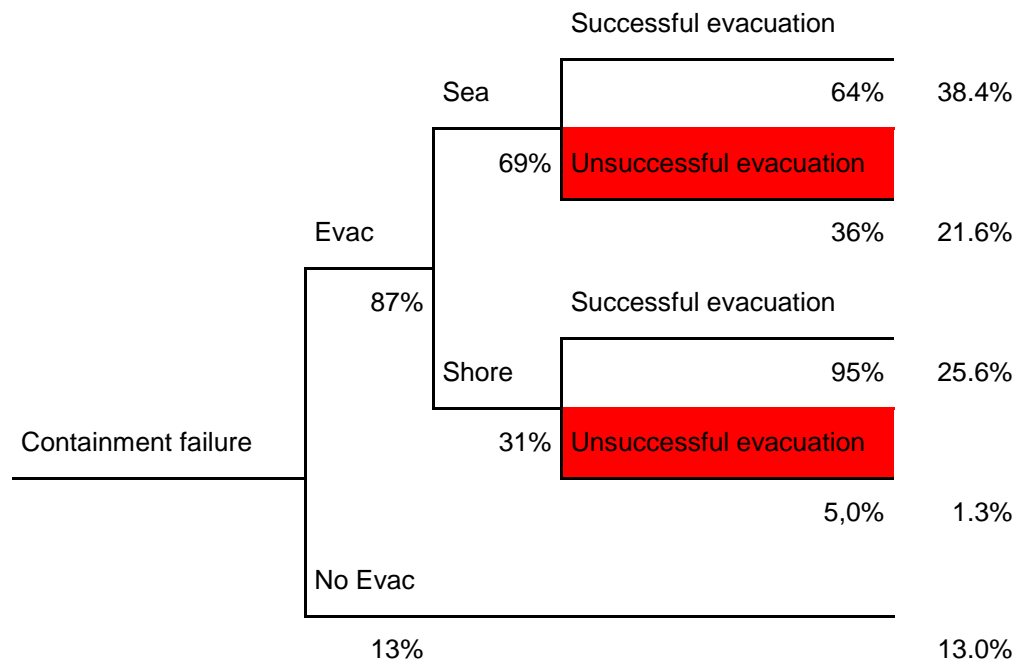 Successful evacuation
Sea 64% 38.4%
69% Unsuccessful evacuation
Evac 36% 21.6%
87% Successful evacuation
Shore 95% 25.6%
Containment failure 31% Unsuccessful evacuation
5,0% 1.3%
No Evac
13% 13.0%